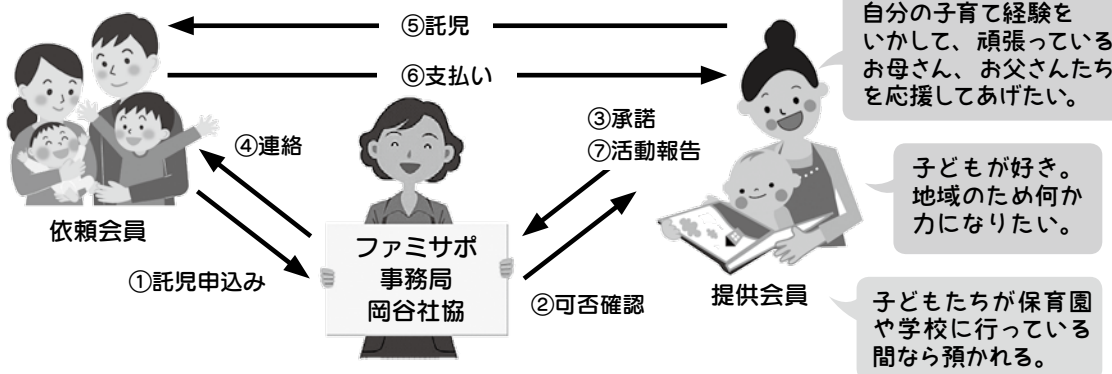 ⑤託児
⑥支払い
④連絡
③承諾
⑦活動報告
依頼会員
①託児申込み
ファミサポ
事務局
岡谷社協
②可否確認
提供会員
自分の子育て経験を
いかして、頑張っている
お母さん、お父さんたち
を応援してあげたい。
子どもが好き。
地域のため何か
力になりたい。
子どもたちが保育園
や学校に行っている
間なら預かれる。